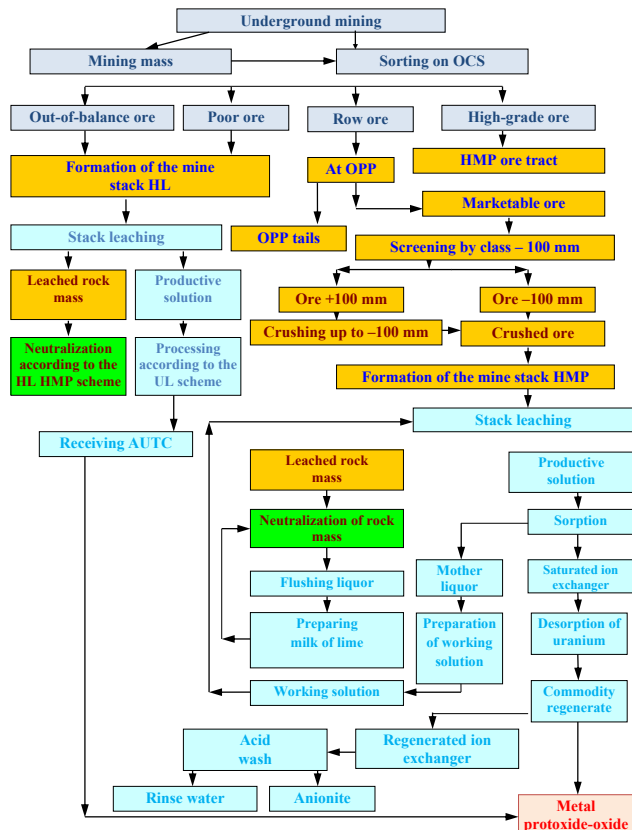 Underground mining
Mining mass
Sorting on OCS
Out-of-balance ore
Poor ore
Row ore
High-grade ore
Formation of the mine
stack HL
At OPP
HMP ore tract
Marketable ore
OPP tails
Stack leaching
Screening by class – 100 mm
Leached rock
mass
Productive
solution
Ore +100 mm
Ore –100 mm
Crushing up to –100 mm
Crushed ore
Neutralization
according to the
HL HMP scheme
Processing
according to the
UL scheme
Formation of the mine stack HMP
Stack leaching
Receiving AUTC
Leached rock
mass
Productive
solution
Neutralization of rock
mass
Sorption
Flushing liquor
Mother
liquor
Saturated ion
exchanger
Preparing
milk of lime
Preparation
of working
solution
Desorption of
uranium
Working solution
Commodity
regenerate
Acid
wash
Regenerated ion
exchanger
Rinse water
Anionite
Metal
protoxide-oxide